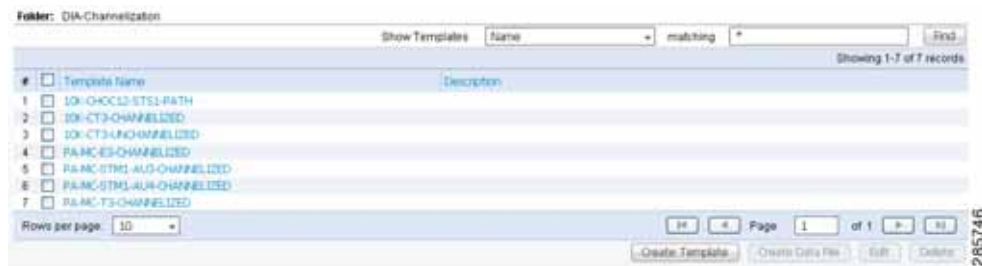 Folder: DIA-Channelization
Show Templates Name matching * Find
Showing 1-7 of 7 records
# Template Name Description
1 10K-CHOC12-STS1-PATH
2 10K-CT3-CHANNELIZED
3 10K-CT3-UNCHANNELIZED
4 PA-MC-E3-CHANNELIZED
5 PA-MC-STM1-AU3-CHANNELIZED
6 PA-MC-STM1-AU4-CHANNELIZED
7 PA-MC-T3-CHANNELIZED
Rows per page: 10 Page 1 of 1
Create Template Create Data File Edit Delete
285746